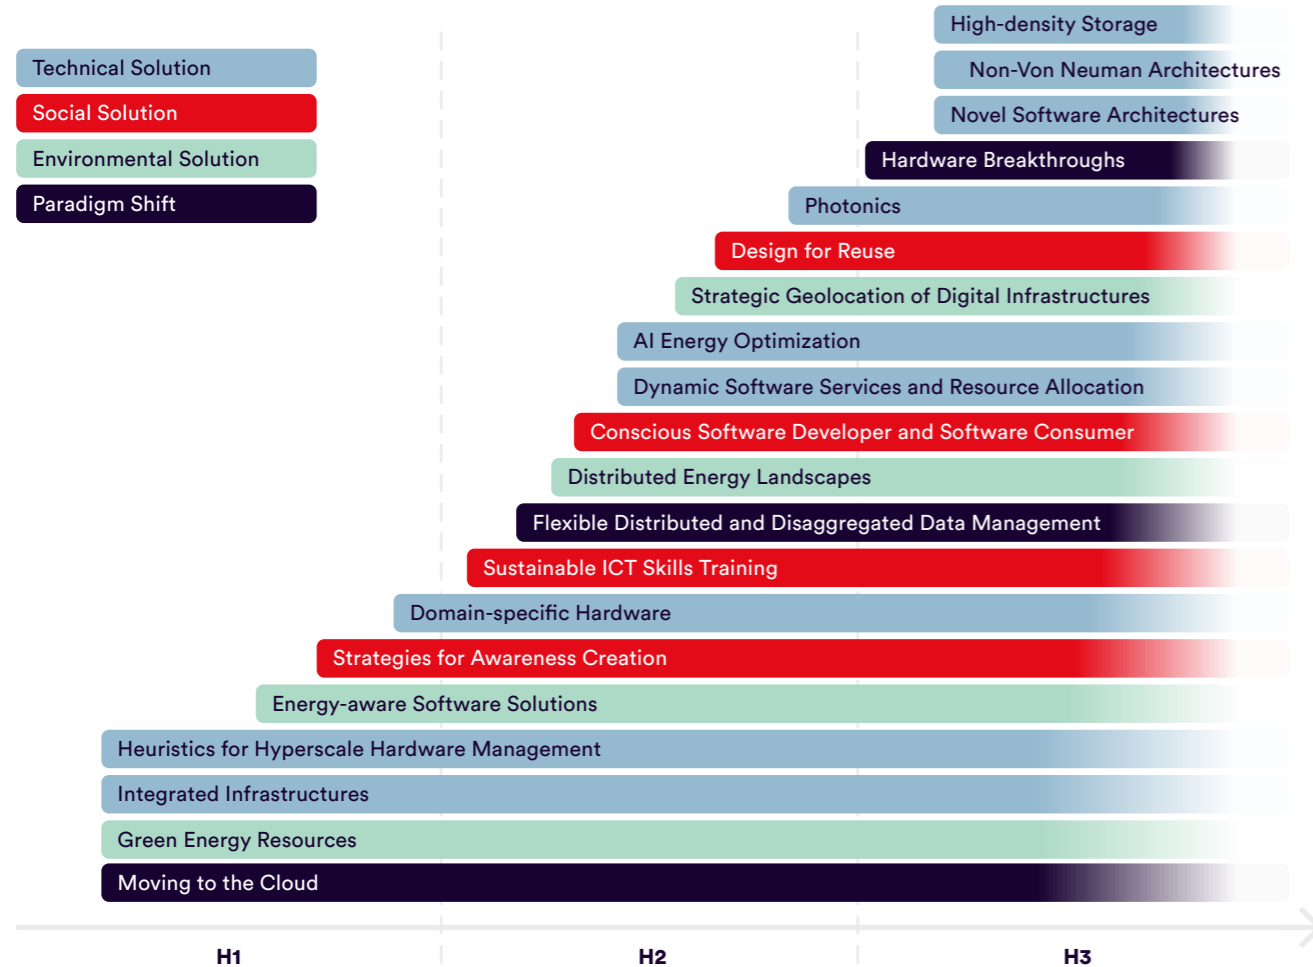 Technical Solution
Social Solution
Environmental Solution
Paradigm Shift
High-density Storage
Non-Von Neuman Architectures
Novel Software Architectures
Hardware Breakthroughs
Photonics
Design for Reuse
Strategic Geolocation of Digital Infrastructures
AI Energy Optimization
Dynamic Software Services and Resource Allocation
Conscious Software Developer and Software Consumer
Distributed Energy Landscapes
Flexible Distributed and Disaggregated Data Management
Sustainable ICT Skills Training
Domain-specific Hardware
Strategies for Awareness Creation
Energy-aware Software Solutions
Heuristics for Hyperscale Hardware Management
Integrated Infrastructures
Green Energy Resources
Moving to the Cloud
H1
H2
H3